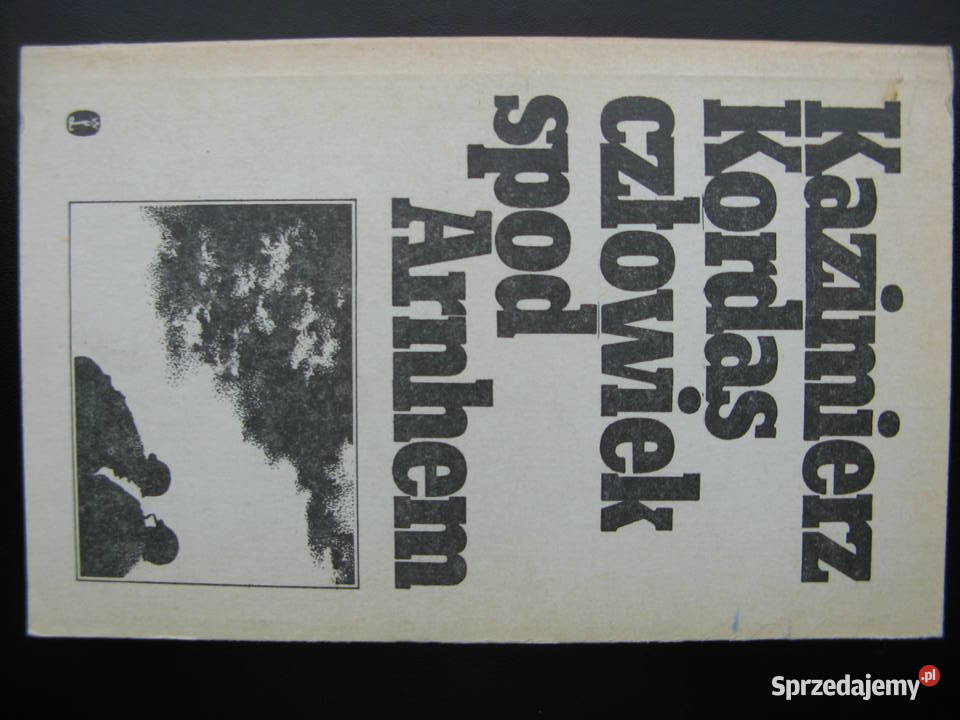 Kazimierz
Kordas
człowiek
spod
Arnhem
Sprzedajemy.pl